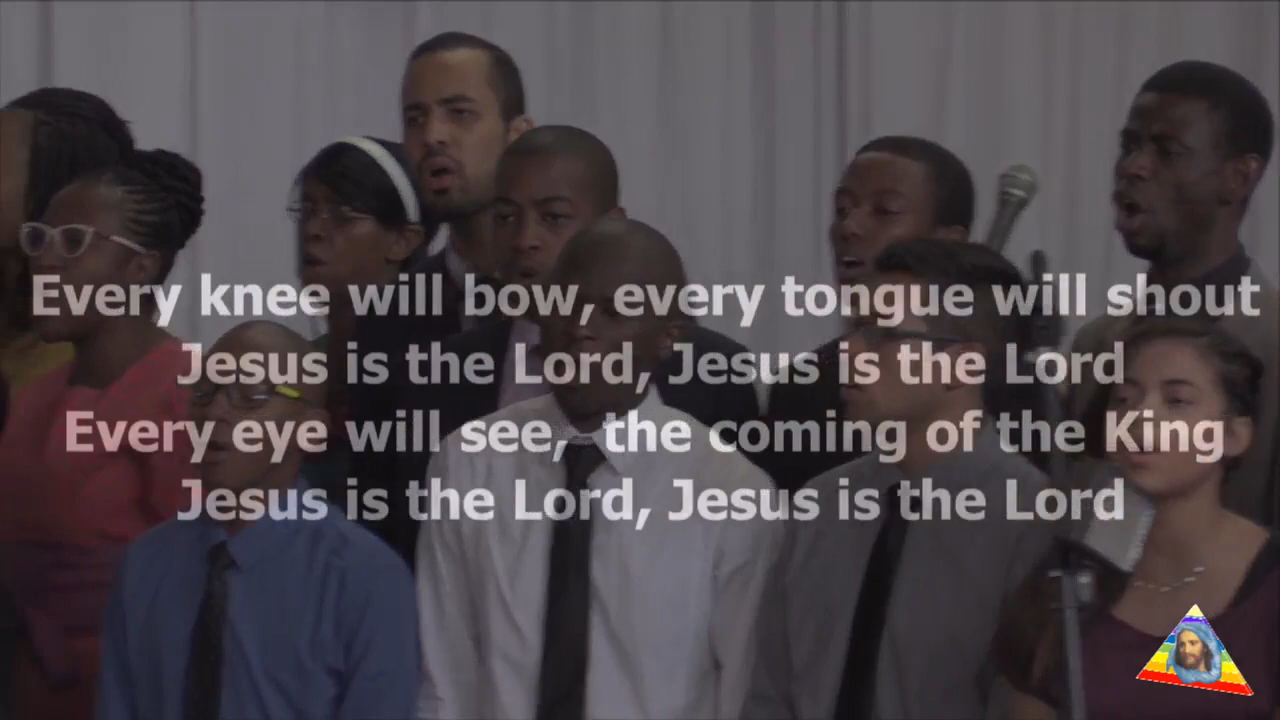 Every knee will bow, every tongue will shout
Jesus is the Lord, Jesus is the Lord
Every eye will see,  the coming of the King
Jesus is the Lord, Jesus is the Lord